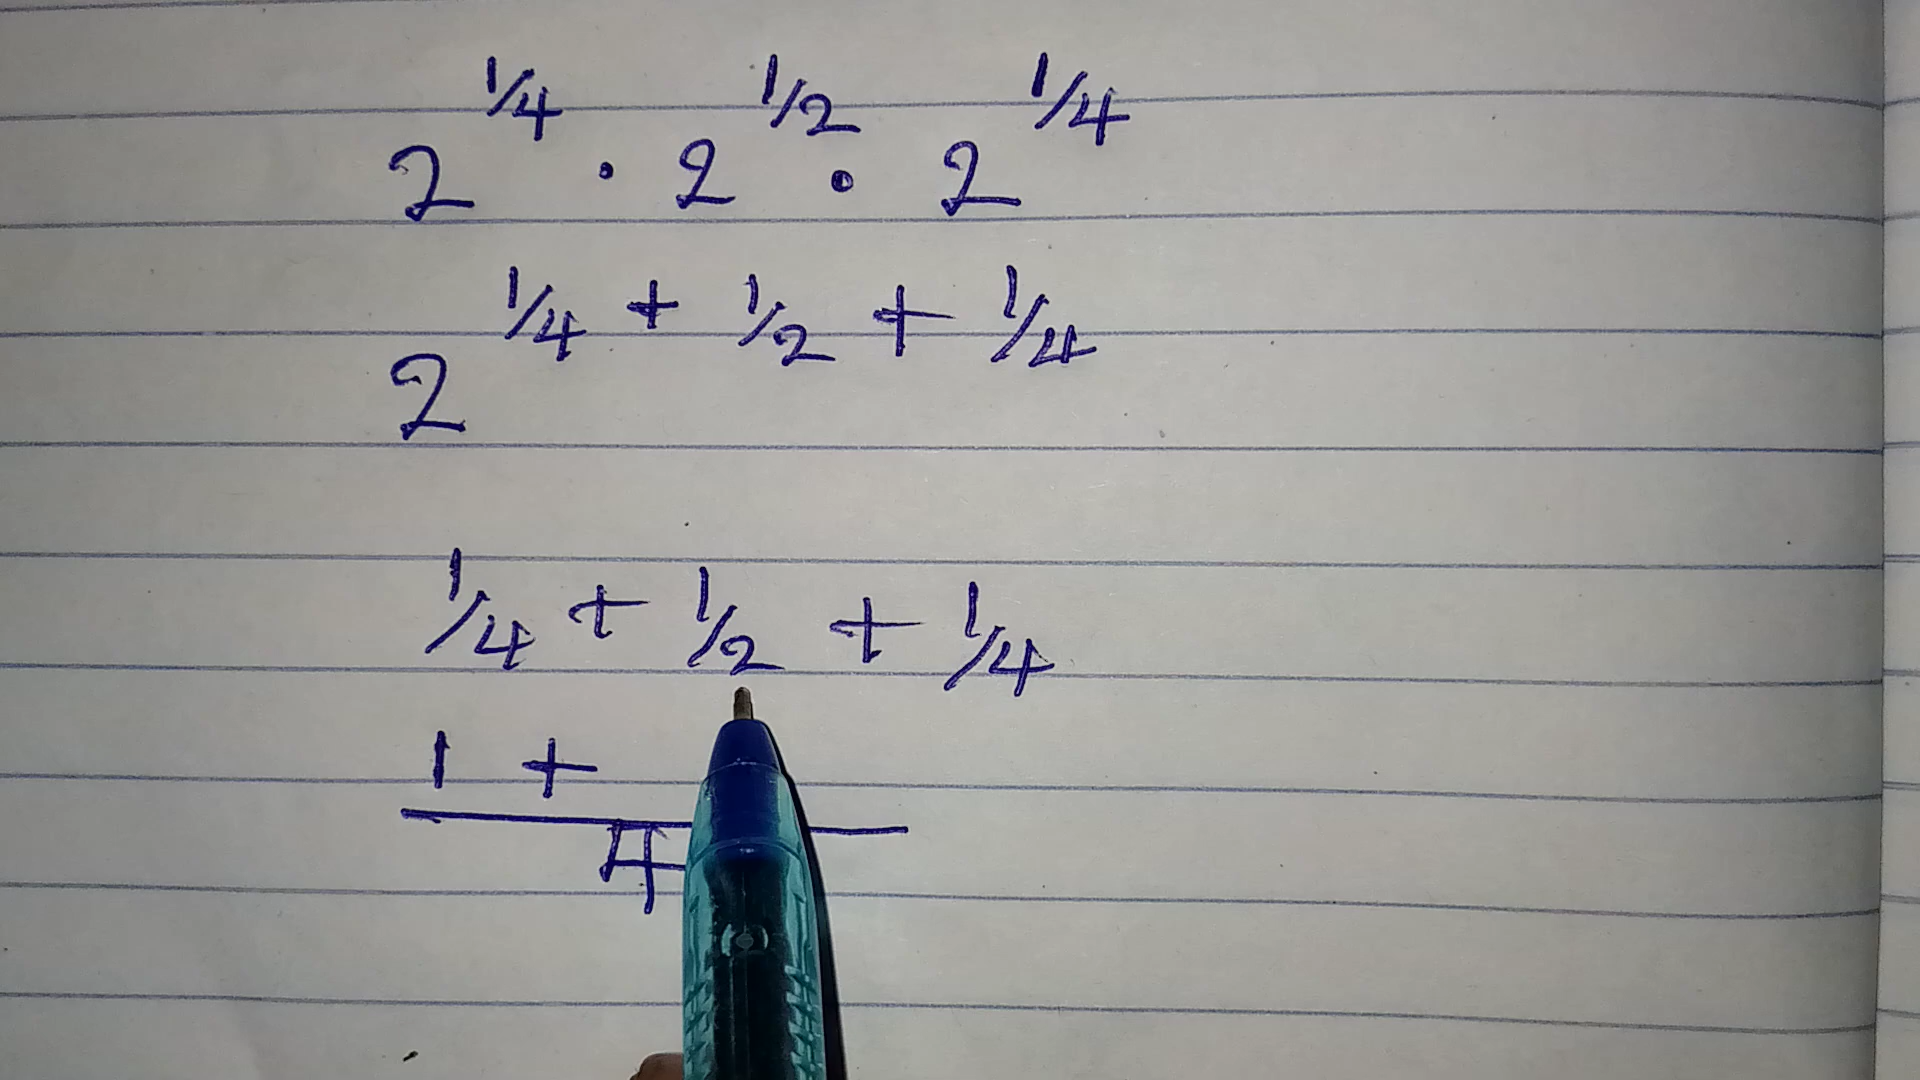 2^1/4 · 2^1/2 · 2^1/4
2^1/4 + 1/2 + 1/4
1/4 + 1/2 + 1/4
1 +
4